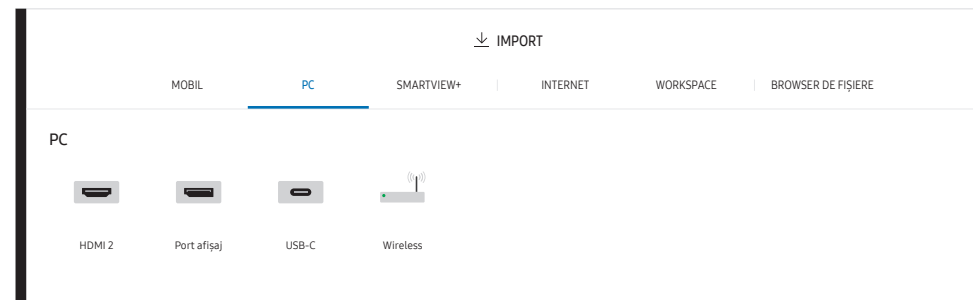 IMPORT
MOBIL PC SMARTVIEW+ INTERNET WORKSPACE BROWSER DE FIȘIERE
PC
HDMI 2 Port afișaj USB-C Wireless